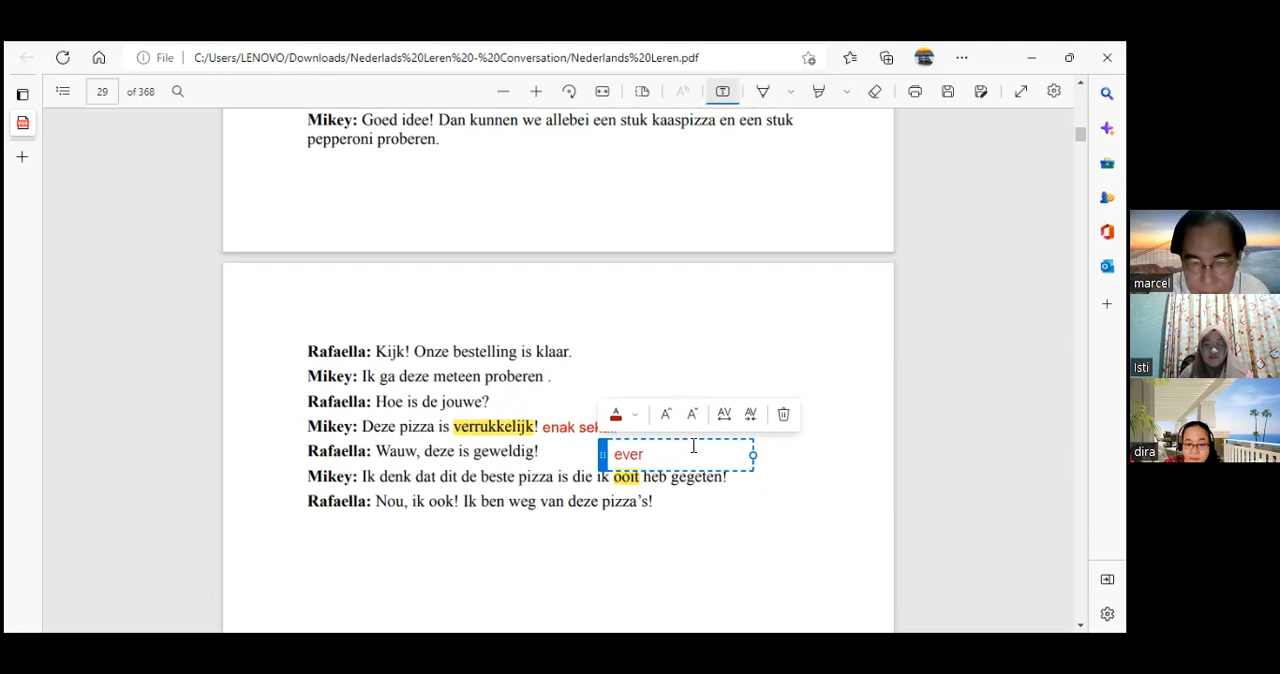 File
C:/Users/LENOVO/Downloads/Nederlads%20Leren%20-%20Conversation/Nederlands%20Leren.pdf
29 of 368
Mikey: Goed idee! Dan kunnen we allebei een stuk kaaspizza en een stuk
pepperoni proberen.
Rafaella: Kijk! Onze bestelling is klaar.
Mikey: Ik ga deze meteen proberen .
Rafaella: Hoe is de jouwe?
Mikey: Deze pizza is verrukkelijk! enak
Rafaella: Wauw, deze is geweldig!
ever
Mikey: Ik denk dat dit de beste pizza is die ik ooit heb gegeten!
Rafaella: Nou, ik ook! Ik ben weg van deze pizza's!
marcel
Isti
dira